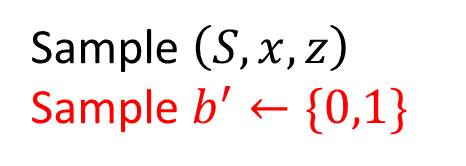 Sample (S, x, z)
Sample b′ ← {0,1}